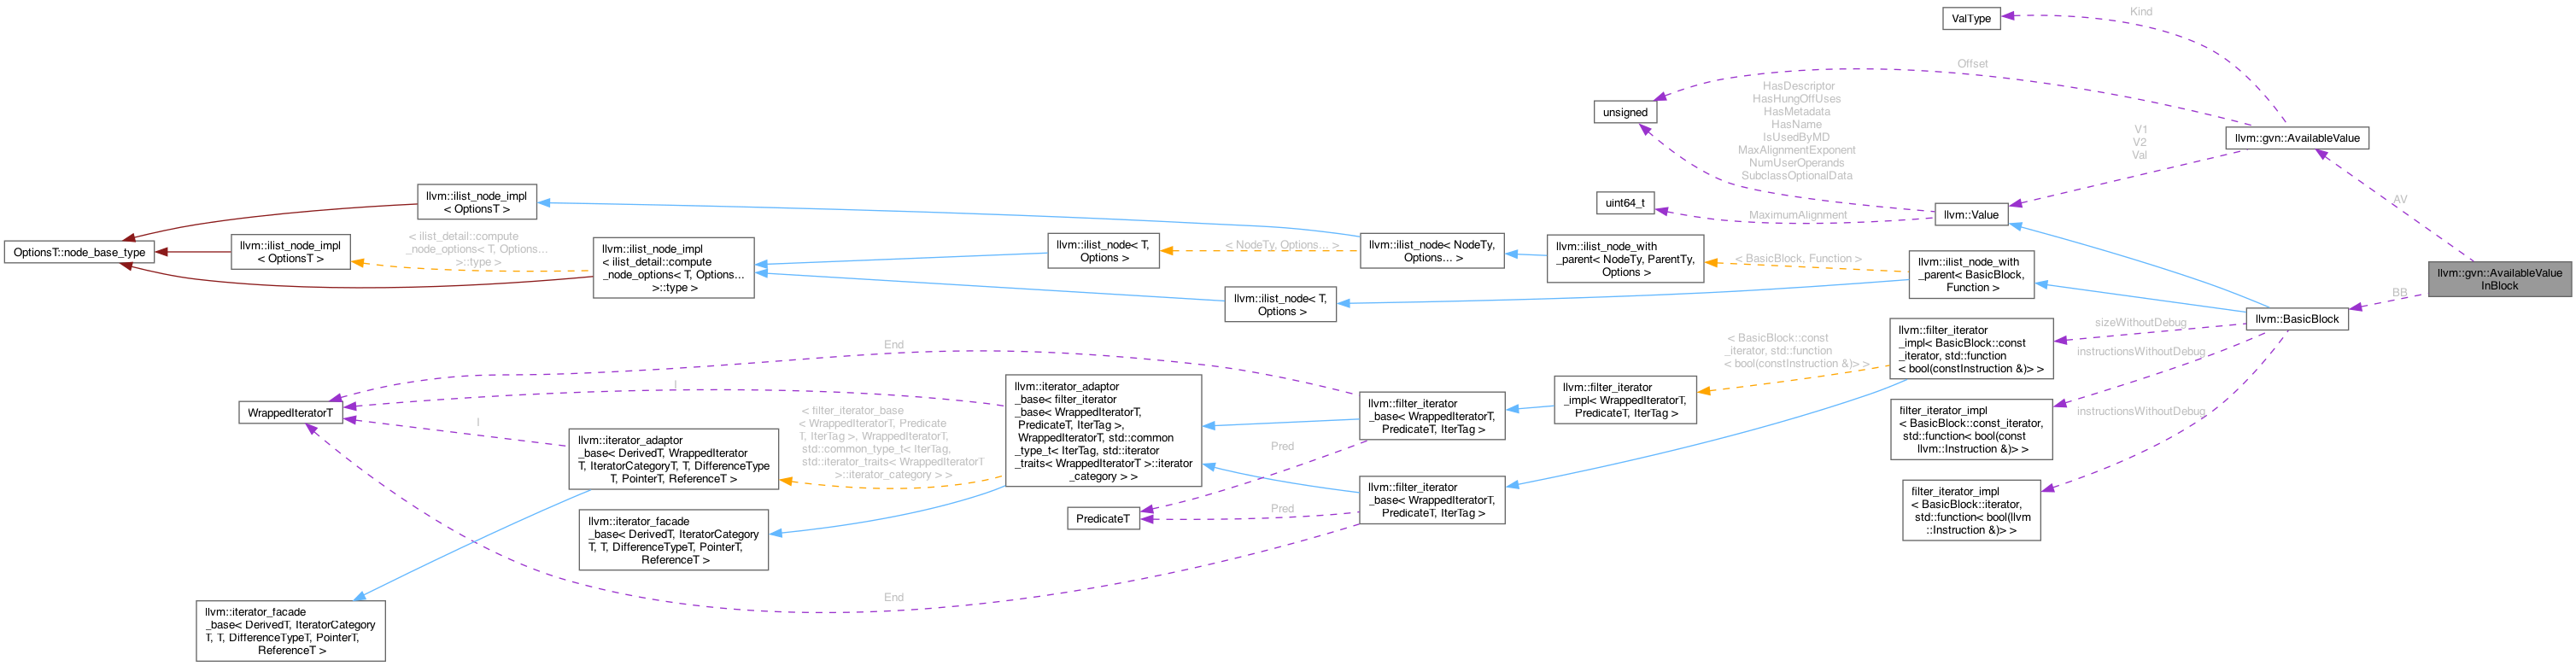 ValType
Kind
Offset
unsigned
HasDescriptor
HasHungOffUses
HasMetadata
HasName
IsUsedByMD
MaxAlignmentExponent
NumUserOperands
SubclassOptionalData
V1
V2
Val
llvm::gvn::AvailableValue
llvm::ilist_node_impl
< OptionsT >
uint64_t
MaximumAlignment
llvm::Value
AV
OptionsT::node_base_type
llvm::ilist_node_impl
< OptionsT >
< ilist_detail::compute
_node_options< T, Options...
>::type >
llvm::ilist_node_impl
< ilist_detail::compute
_node_options< T, Options...
>::type >
llvm::ilist_node< T,
Options >
< NodeTy, Options... >
llvm::ilist_node< NodeTy,
Options... >
llvm::ilist_node_with
_parent< NodeTy, ParentTy,
Options >
< BasicBlock, Function >
llvm::ilist_node_with
_parent< BasicBlock,
Function >
llvm::gvn::AvailableValue
InBlock
BB
llvm::ilist_node< T,
Options >
llvm::BasicBlock
sizeWithoutDebug
instructionsWithoutDebug
instructionsWithoutDebug
End
< BasicBlock::const
_iterator, std::function
< bool(constInstruction &)> >
llvm::filter_iterator
_impl< BasicBlock::const
_iterator, std::function
< bool(constInstruction &)> >
WrappedIteratorT
I
I
llvm::iterator_adaptor
_base< DerivedT, WrappedIterator
T, IteratorCategoryT, T, DifferenceType
T, PointerT, ReferenceT >
< filter_iterator_base
< WrappedIteratorT, Predicate
T, IterTag >, WrappedIteratorT,
std::common_type_t< IterTag,
std::iterator_traits< WrappedIteratorT
>::iterator_category > >
llvm::iterator_adaptor
_base< filter_iterator
_base< WrappedIteratorT,
PredicateT, IterTag >,
WrappedIteratorT, std::common
_type_t< IterTag, std::iterator
_traits< WrappedIteratorT >::iterator
_category > >
llvm::filter_iterator
_base< WrappedIteratorT,
PredicateT, IterTag >
llvm::filter_iterator
_impl< WrappedIteratorT,
PredicateT, IterTag >
filter_iterator_impl
< BasicBlock::const_iterator,
std::function< bool(const
llvm::Instruction &)> >
Pred
Pred
PredicateT
llvm::filter_iterator
_base< WrappedIteratorT,
PredicateT, IterTag >
filter_iterator_impl
< BasicBlock::iterator,
std::function< bool(llvm
::Instruction &)> >
llvm::iterator_facade
_base< DerivedT, IteratorCategory
T, T, DifferenceTypeT, PointerT,
ReferenceT >
End
llvm::iterator_facade
_base< DerivedT, IteratorCategory
T, T, DifferenceTypeT, PointerT,
ReferenceT >